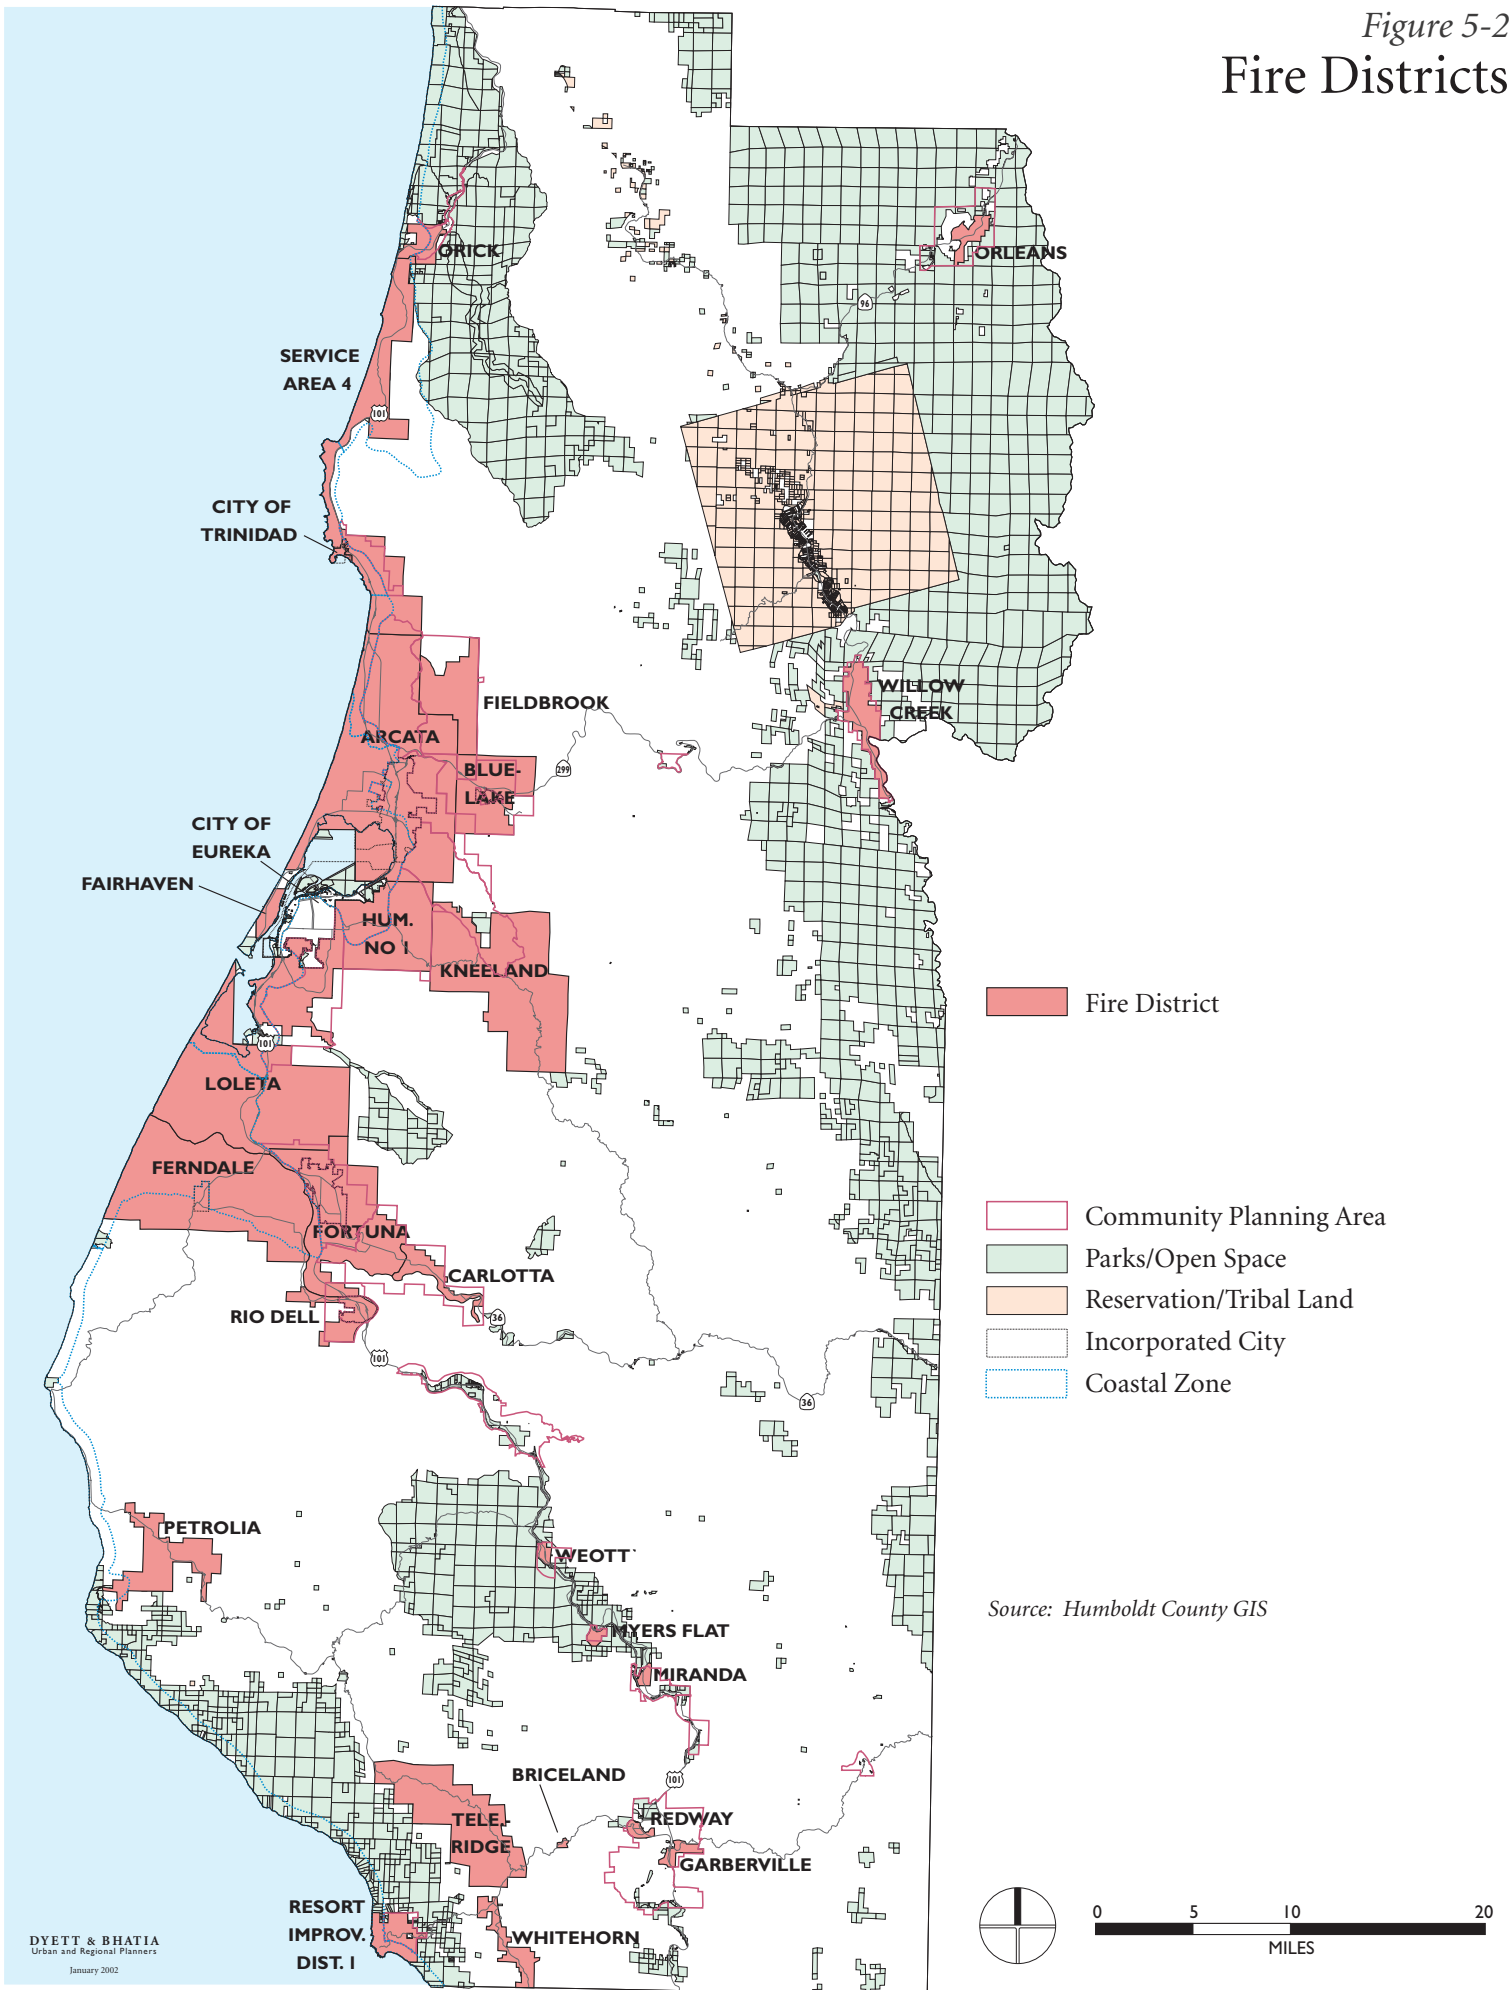 Figure 5-2
Fire Districts
ORICK
ORLEANS
96
SERVICE
AREA 4
101
CITY OF
TRINIDAD
WILLOW
CREEK
FIELDBROOK
ARCATA
299
BLUE-
LAKE
CITY OF
EUREKA
FAIRHAVEN
HUM.
NO 1
KNEELAND
Fire District
101
LOLETA
FERNDALE
Community Planning Area
FORTUNA
Parks/Open Space
CARLOTTA
Reservation/Tribal Land
RIO DELL
36
Incorporated City
101
Coastal Zone
36
PETROLIA
WEOTT
Source: Humboldt County GIS
MYERS FLAT
MIRANDA
BRICELAND
101
TELE.-
RIDGE
REDWAY
GARBERVILLE
RESORT
IMPROV.
DIST. 1
WHITEHORN
0 5 10 20
MILES
DYETT & BHATIA
Urban and Regional Planners
January 2002